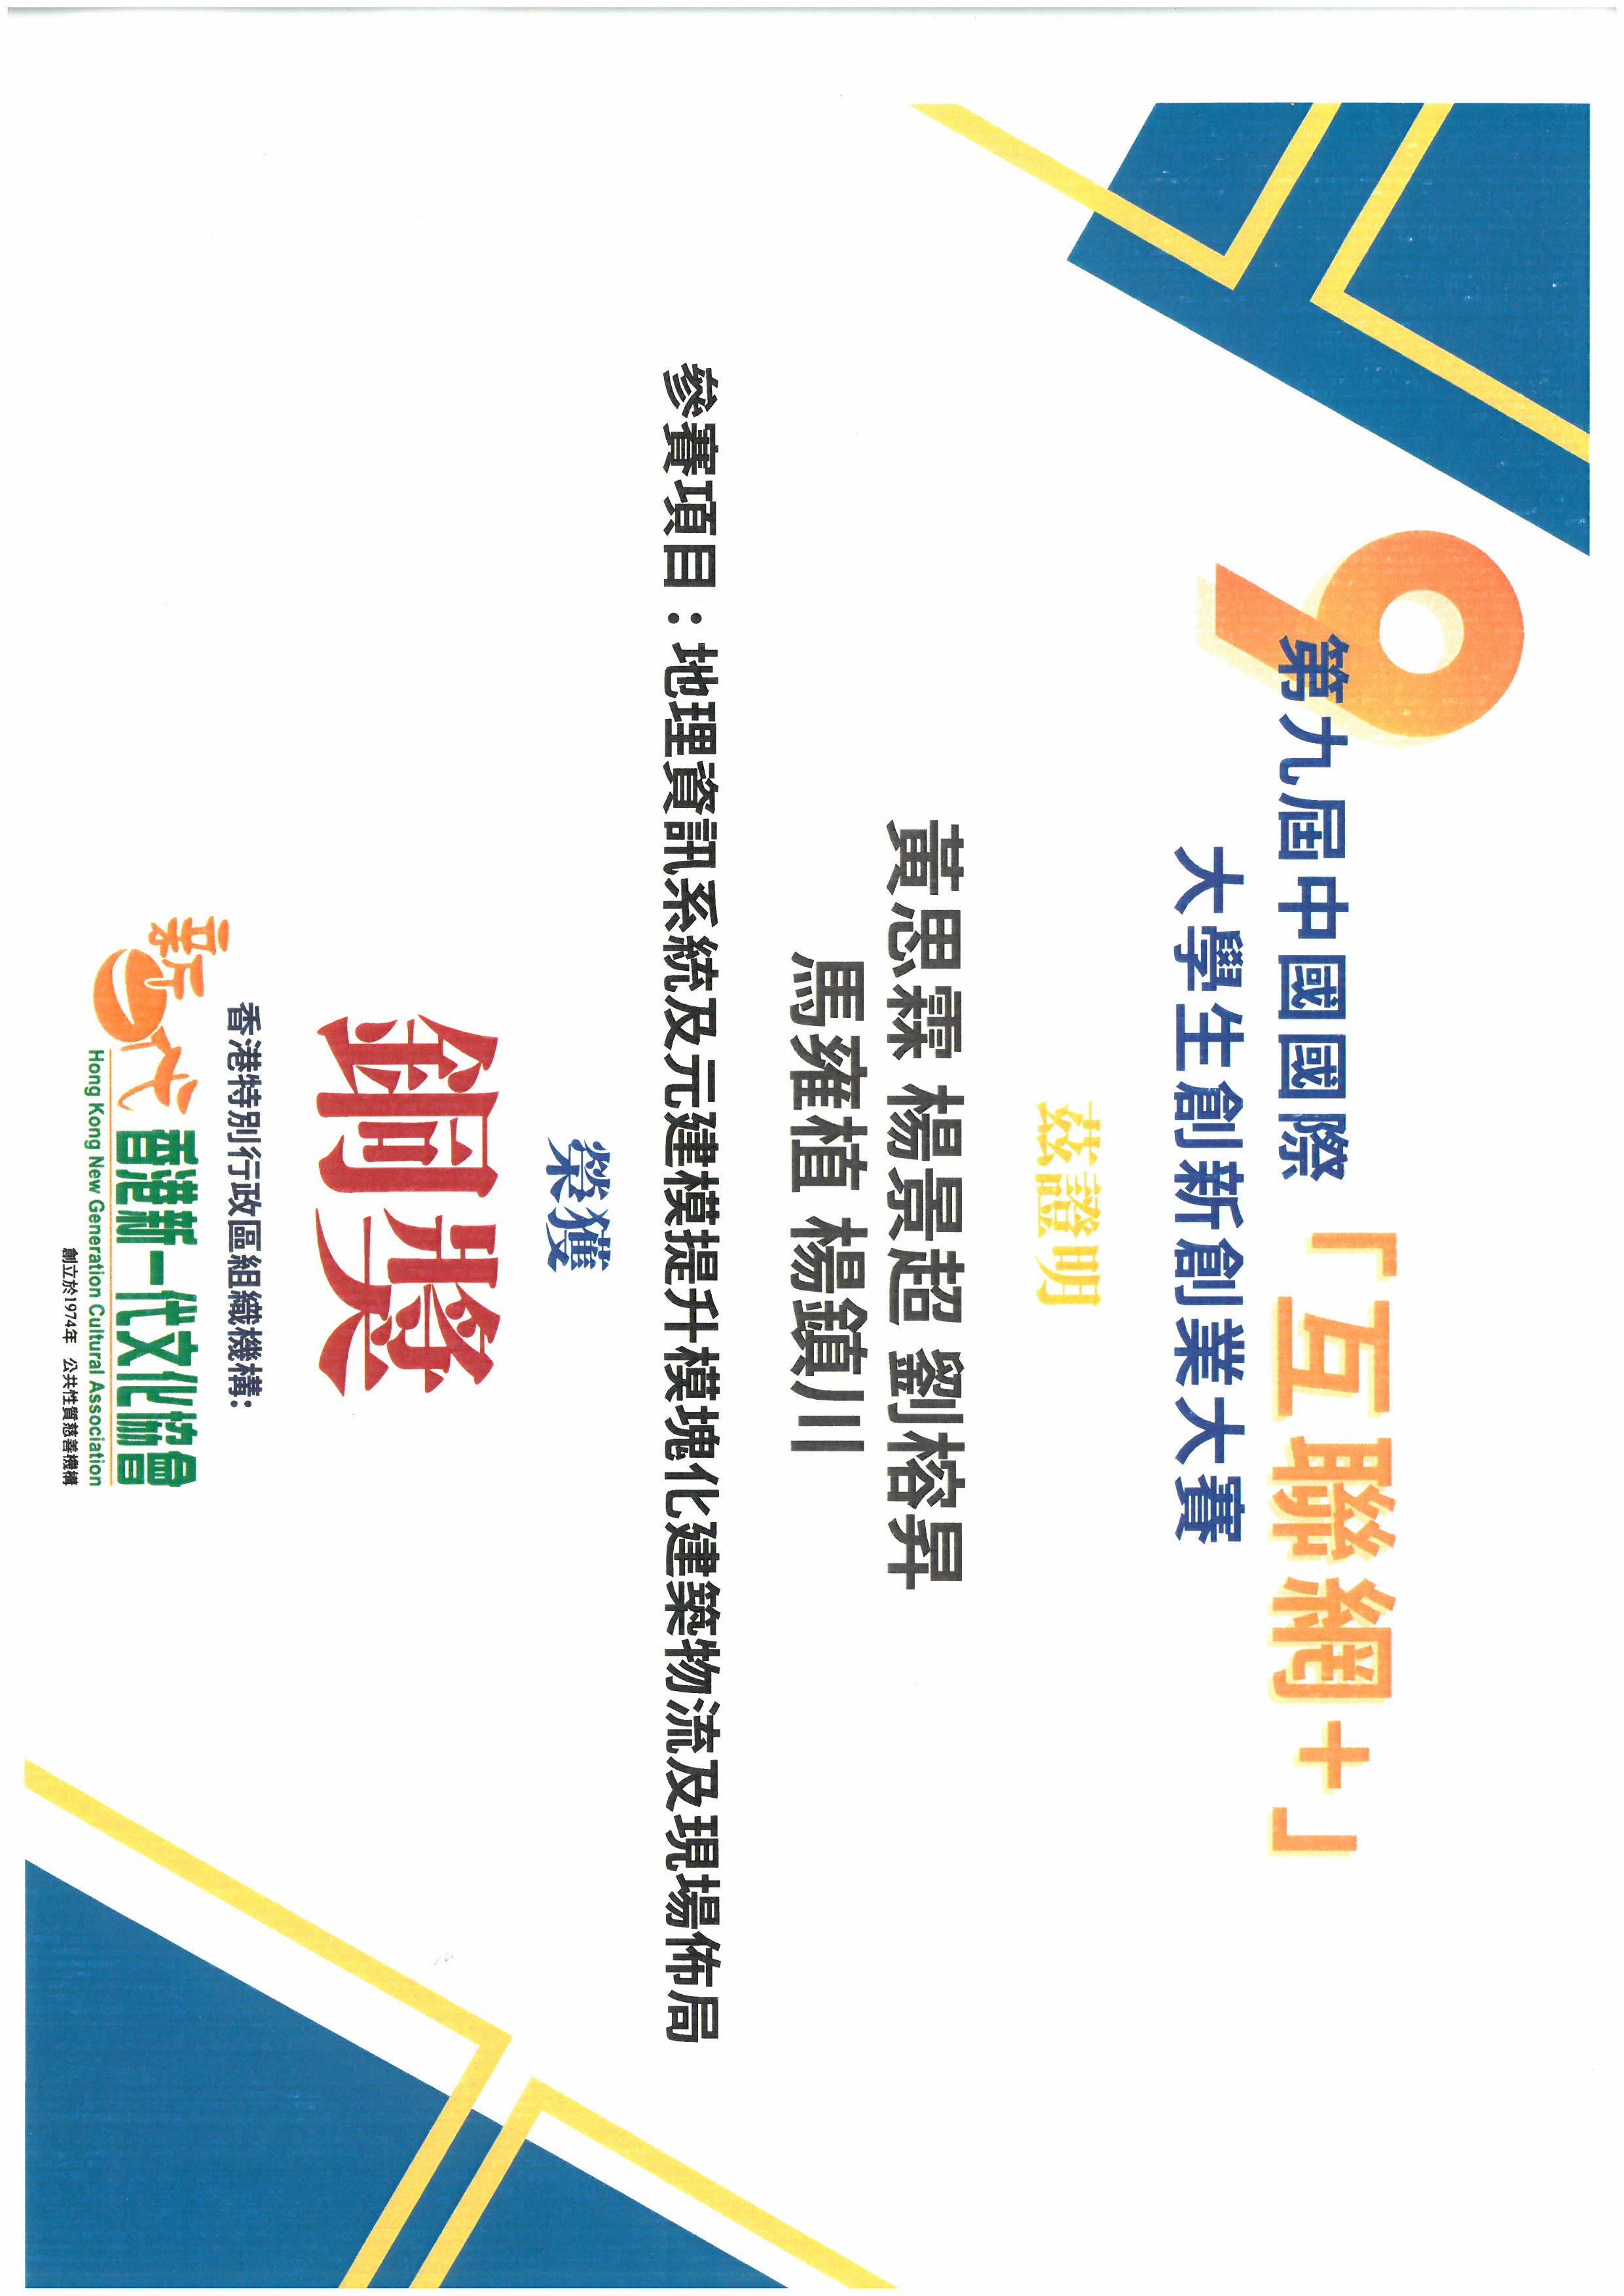 9
第九屆中國國際「互聯網+」
大學生創新創業大賽
茲證明
黃思霖 楊景超 劉榕昇
馬雍植 楊鎮川
參賽項目：地理資訊系統及元建模提升模塊化建築物流及現場佈局
榮獲
銅獎
香港特別行政區組織機構:
新一代 香港新一代文化協會
Hong Kong New Generation Cultural Association
創立於1974年 公共性質慈善機構